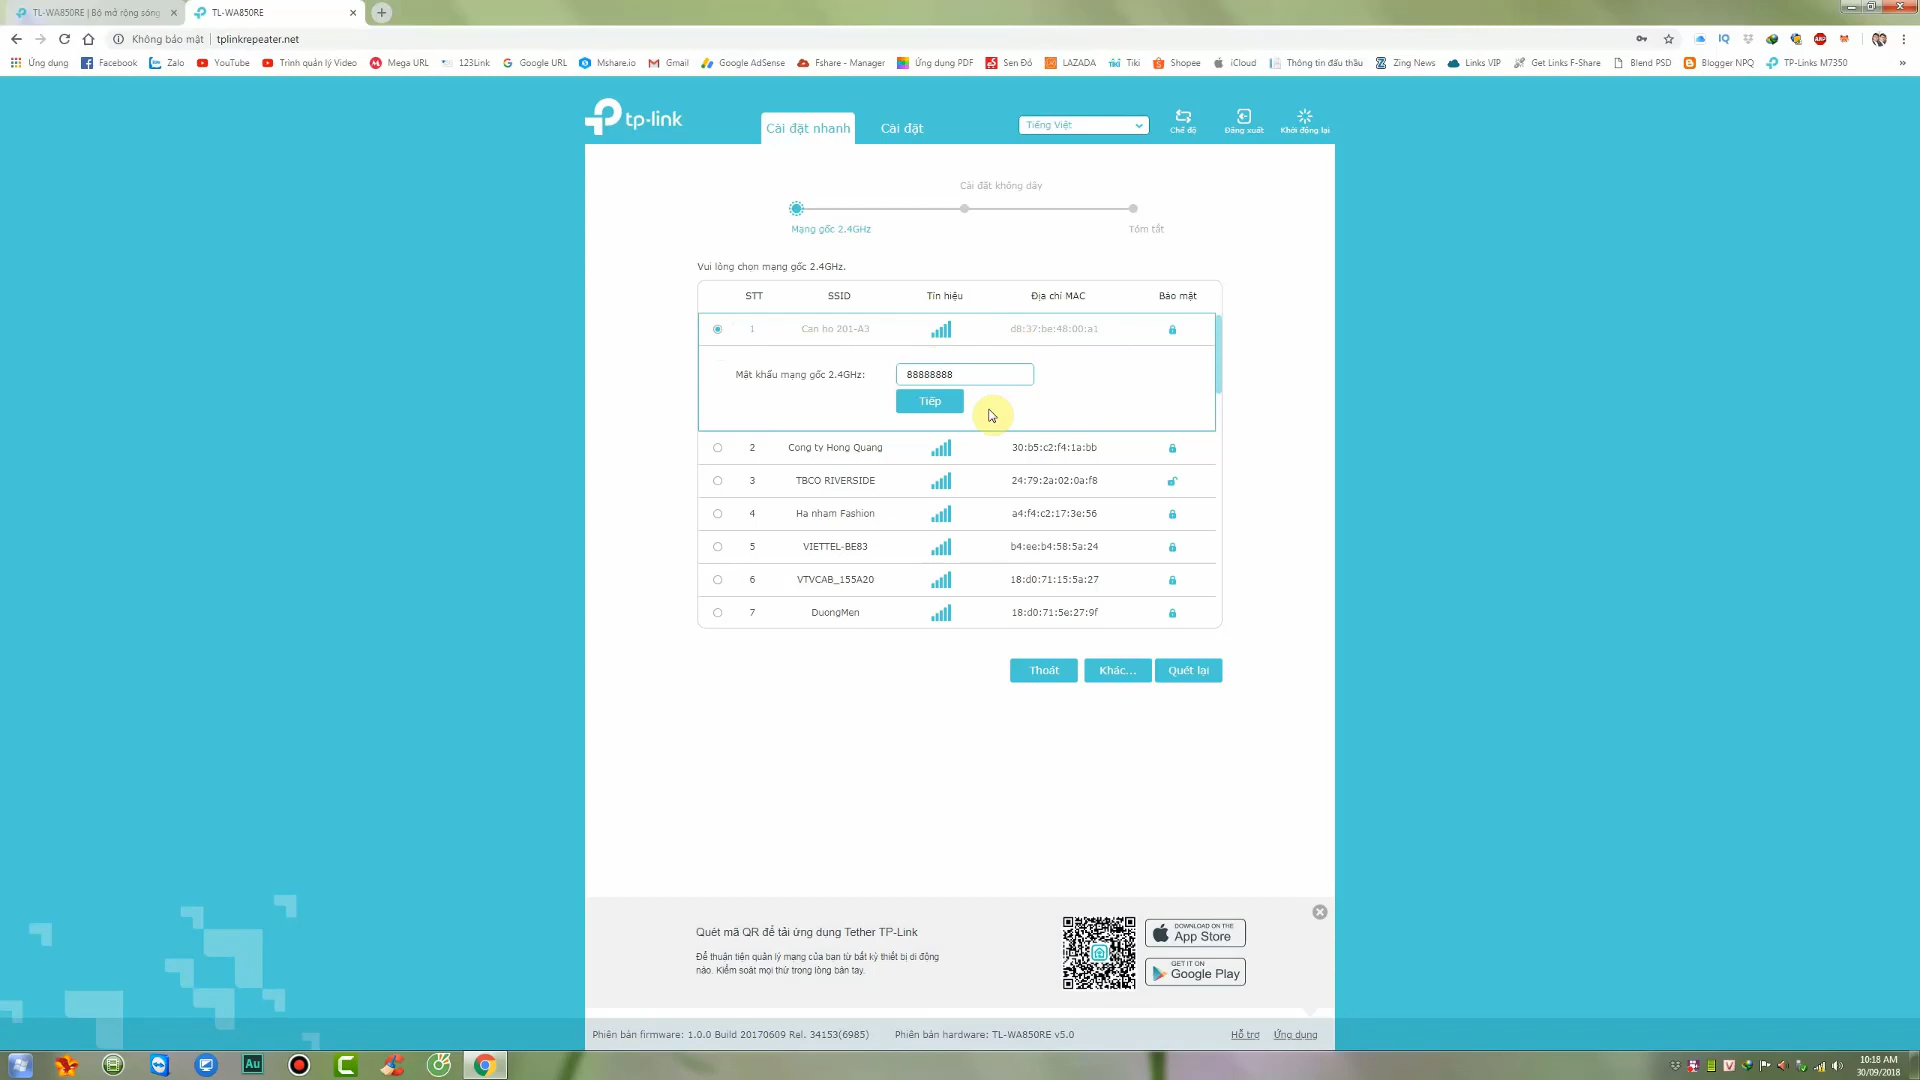 TL-WA850RE | Bộ mở rộng sóng
TL-WA850RE
Không bảo mật
tplinkrepeater.net
Ứng dụng
Facebook
Zalo
YouTube
Trình quản lý Video
Mega URL
123Link
Google URL
Mshare.io
Gmail
Google AdSense
Fshare - Manager
Ứng dụng PDF
Sen Đỏ
LAZADA
Tiki
Shopee
iCloud
Thông tin đấu thầu
Zing News
Links VIP
Get Links F-Share
Blend PSD
Blogger NPQ
TP-Links M7350
»
tp-link
Cài đặt nhanh
Cài đặt
Tiếng Việt
Chế độ
Đăng xuất
Khởi động lại
Cài đặt không dây
Mạng gốc 2.4GHz
Tóm tắt
Vui lòng chọn mạng gốc 2.4GHz.
STT SSID Tín hiệu Địa chỉ MAC Bảo mật
1 Can ho 201-A3 d8:37:be:48:00:a1
Mật khẩu mạng gốc 2.4GHz: 88888888
Tiếp
2 Cong ty Hong Quang 30:b5:c2:f4:1a:bb
3 TBCO RIVERSIDE 24:79:2a:02:0a:f8
4 Ha nham Fashion a4:f4:c2:17:3e:56
5 VIETTEL-BE83 b4:ee:b4:58:5a:24
6 VTVCAB_155A20 18:d0:71:15:5a:27
7 DuongMen 18:d0:71:5e:27:9f
Thoát
Khác...
Quét lại
Quét mã QR để tải ứng dụng Tether TP-Link
Để thuận tiện quản lý mạng của bạn từ bất kỳ thiết bị di động
nào. Kiểm soát mọi thứ trong lòng bàn tay.
Download on the
App Store
GET IT ON
Google Play
Phiên bản firmware: 1.0.0 Build 20170609 Rel. 34153(6985)
Phiên bản hardware: TL-WA850RE v5.0
Hỗ trợ
Ứng dụng
Au
10:18 AM
30/09/2018